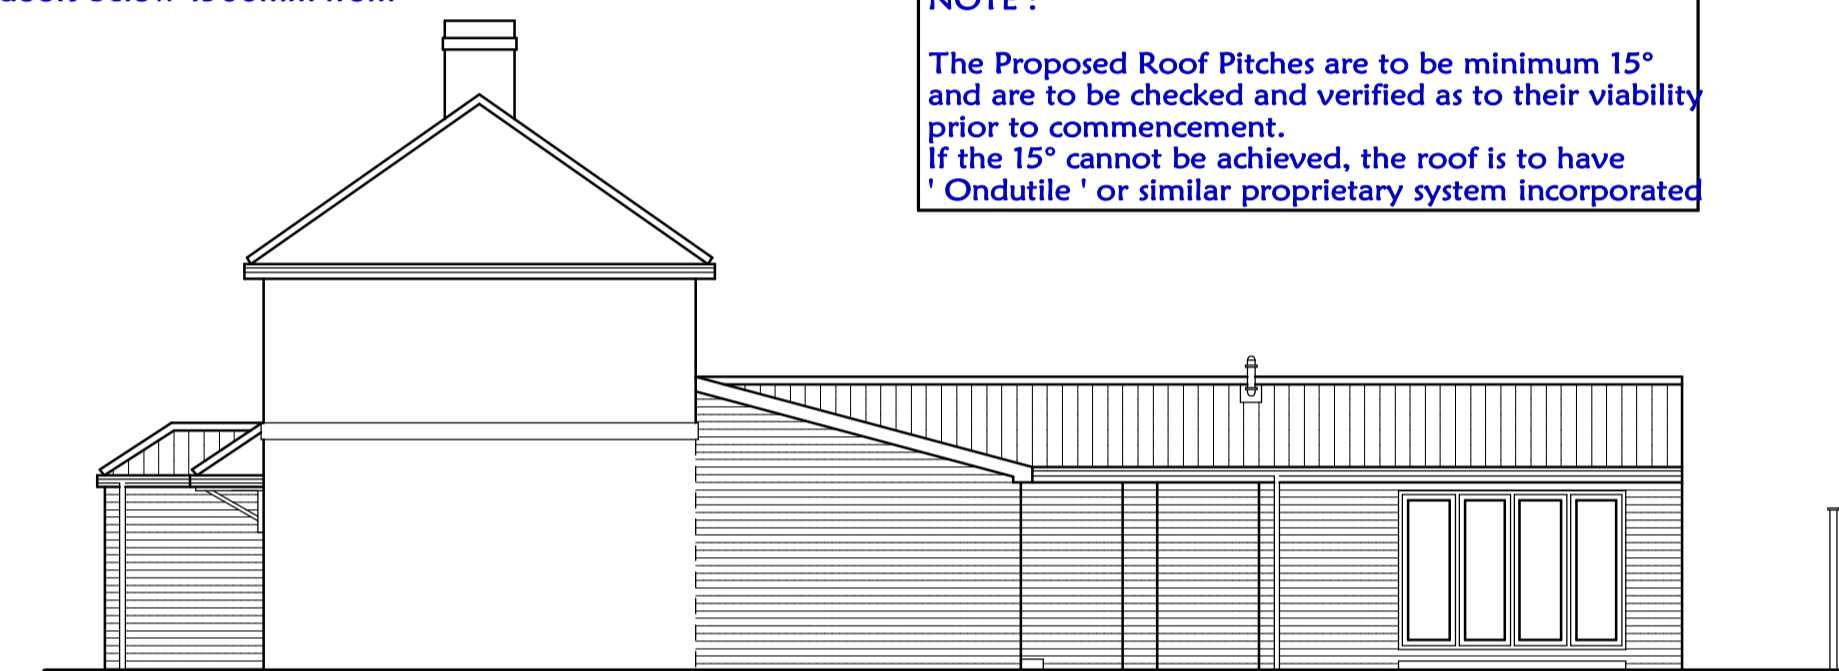 NOTE :
The Proposed Roof Pitches are to be minimum 15°
and are to be checked and verified as to their viability
prior to commencement.
If the 15° cannot be achieved, the roof is to have
' Ondutile ' or similar proprietary system incorporated